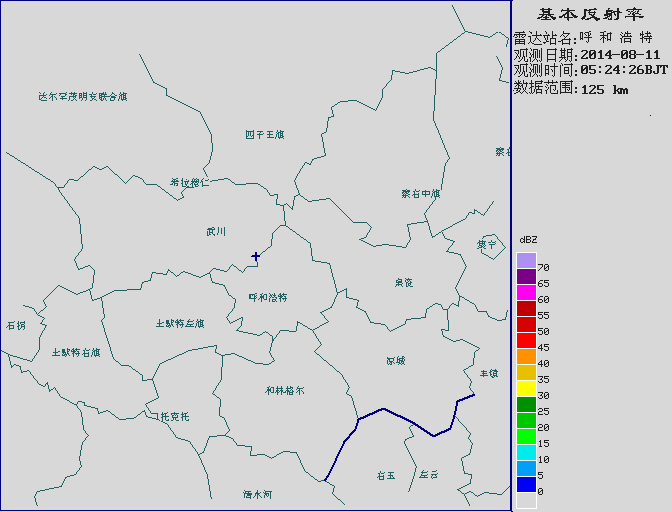 基本反射率
雷达站名:呼和浩特
观测日期:2014-08-11
观测时间:05:24:26BJT
数据范围:125 km
达尔罕茂明安联合旗
四子王旗
察右
希拉穆仁
察右中旗
武川
集宁
dBZ
卓资
呼和浩特
70
65
60
55
50
45
40
35
30
25
20
15
10
5
0
石拐
土默特左旗
土默特右旗
凉城
丰镇
和林格尔
托克托
右玉
左云
清水河